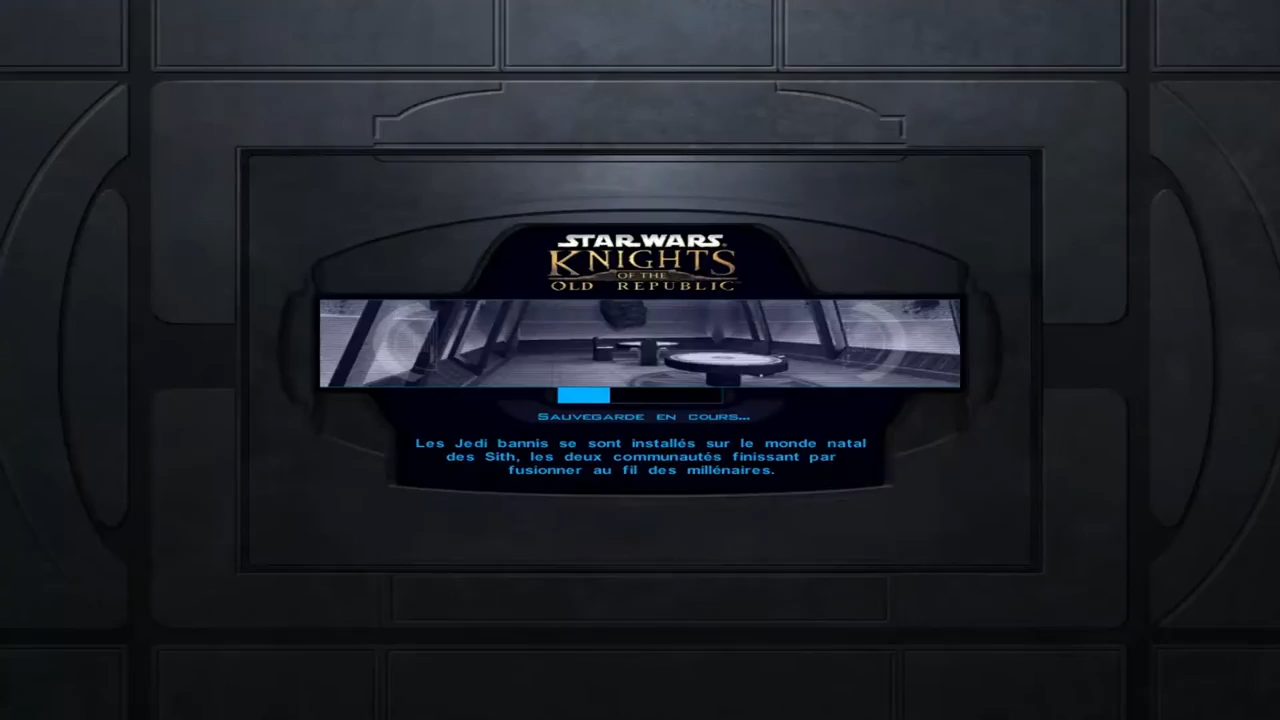 STAR WARS
KNIGHTS
OF THE
OLD REPUBLIC
SAUVEGARDE EN COURS...
Les Jedi bannis se sont installés sur le monde natal
des Sith, les deux communautés finissant par
fusionner au fil des millénaires.